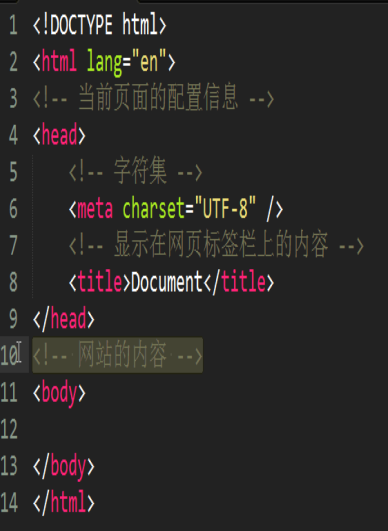 1 <!DOCTYPE html>
2 <html lang="en">
3 <!-- 当前页面的配置信息 -->
4 <head>
5     <!-- 字符集 -->
6     <meta charset="UTF-8" />
7     <!-- 显示在网页标签栏上的内容 -->
8     <title>Document</title>
9 </head>
10 <!-- 网站的内容 -->
11 <body>
12
13 </body>
14 </html>